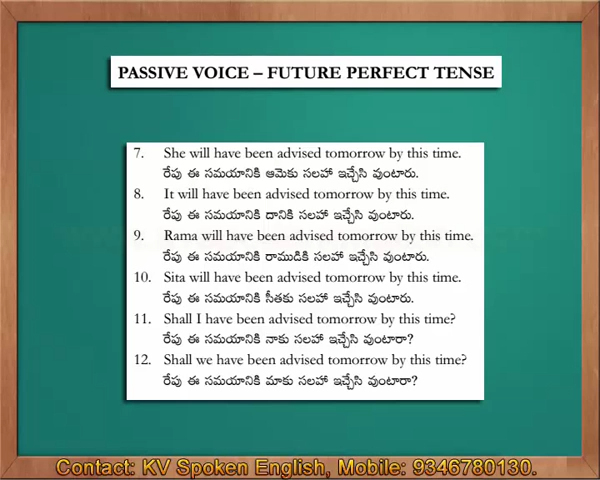 PASSIVE VOICE – FUTURE PERFECT TENSE
7. She will have been advised tomorrow by this time.
రేపు ఈ సమయానికి ఆమెకు సలహా ఇచ్చేసి వుంటారు.
8. It will have been advised tomorrow by this time.
రేపు ఈ సమయానికి దానికి సలహా ఇచ్చేసి వుంటారు.
9. Rama will have been advised tomorrow by this time.
రేపు ఈ సమయానికి రాముడికి సలహా ఇచ్చేసి వుంటారు.
10. Sita will have been advised tomorrow by this time.
రేపు ఈ సమయానికి సీతకు సలహా ఇచ్చేసి వుంటారు.
11. Shall I have been advised tomorrow by this time?
రేపు ఈ సమయానికి నాకు సలహా ఇచ్చేసి వుంటారా?
12. Shall we have been advised tomorrow by this time?
రేపు ఈ సమయానికి మాకు సలహా ఇచ్చేసి వుంటారా?
Contact: KV Spoken English, Mobile: 9346780130.